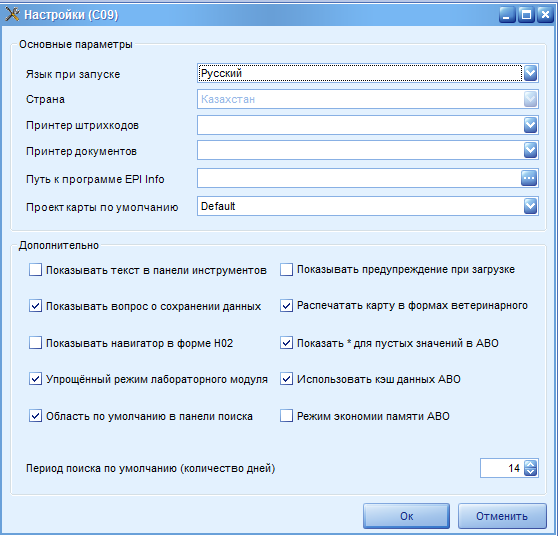 Настройки (C09)
Основные параметры
Язык при запуске Русский
Страна Казахстан
Принтер штрихкодов
Принтер документов
Путь к программе EPI Info ...
Проект карты по умолчанию Default
Дополнительно
Показывать текст в панели инструментов Показывать предупреждение при загрузке
Показывать вопрос о сохранении данных Распечатать карту в формах ветеринарного
Показывать навигатор в форме H02 Показать * для пустых значений в АВО
Упрощённый режим лабораторного модуля Использовать кэш данных АВО
Область по умолчанию в панели поиска Режим экономии памяти АВО
Период поиска по умолчанию (количество дней) 14
Ок Отменить